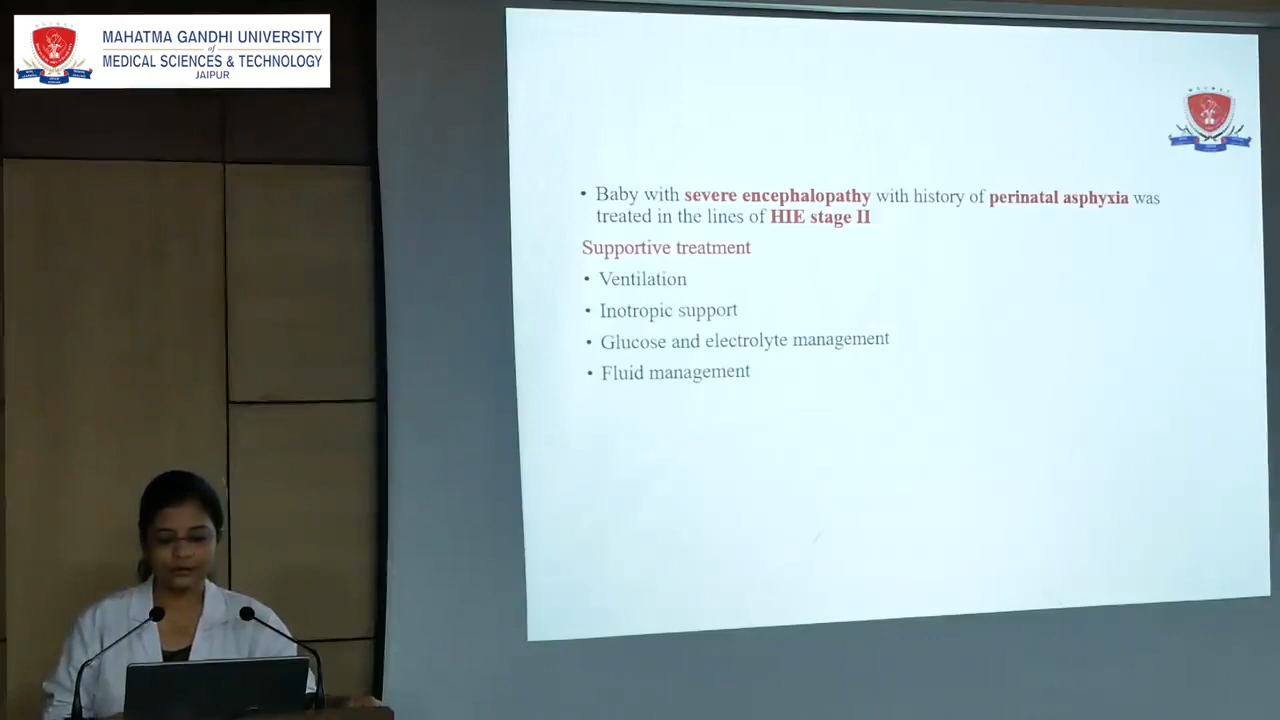 MAHATMA GANDHI UNIVERSITY
of
MEDICAL SCIENCES & TECHNOLOGY
JAIPUR
• Baby with severe encephalopathy with history of perinatal asphyxia was
treated in the lines of HIE stage II
Supportive treatment
• Ventilation
• Inotropic support
• Glucose and electrolyte management
• Fluid management